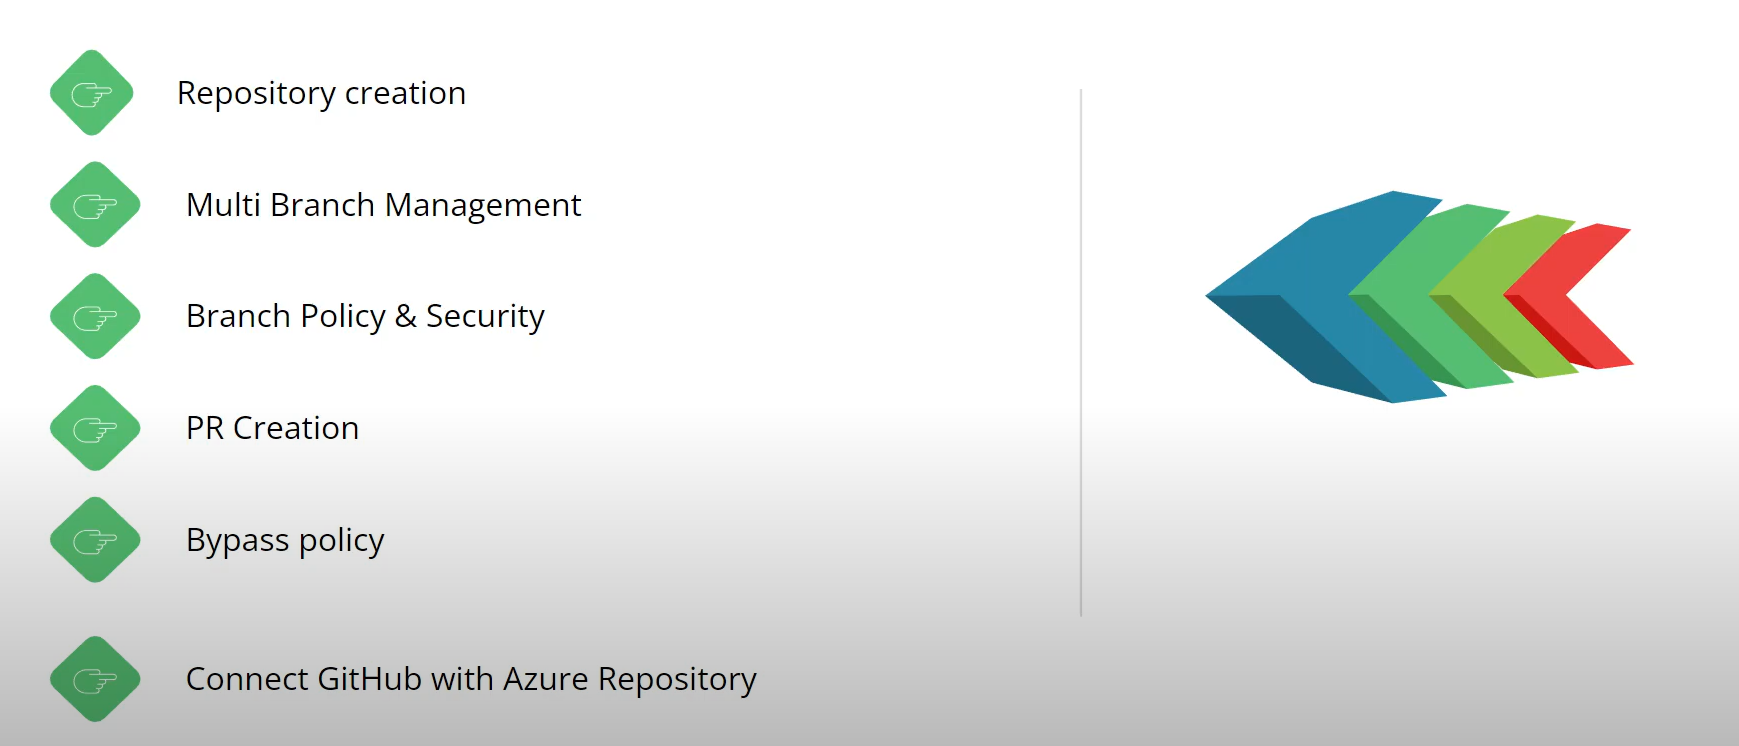 Repository creation
Multi Branch Management
Branch Policy & Security
PR Creation
Bypass policy
Connect GitHub with Azure Repository